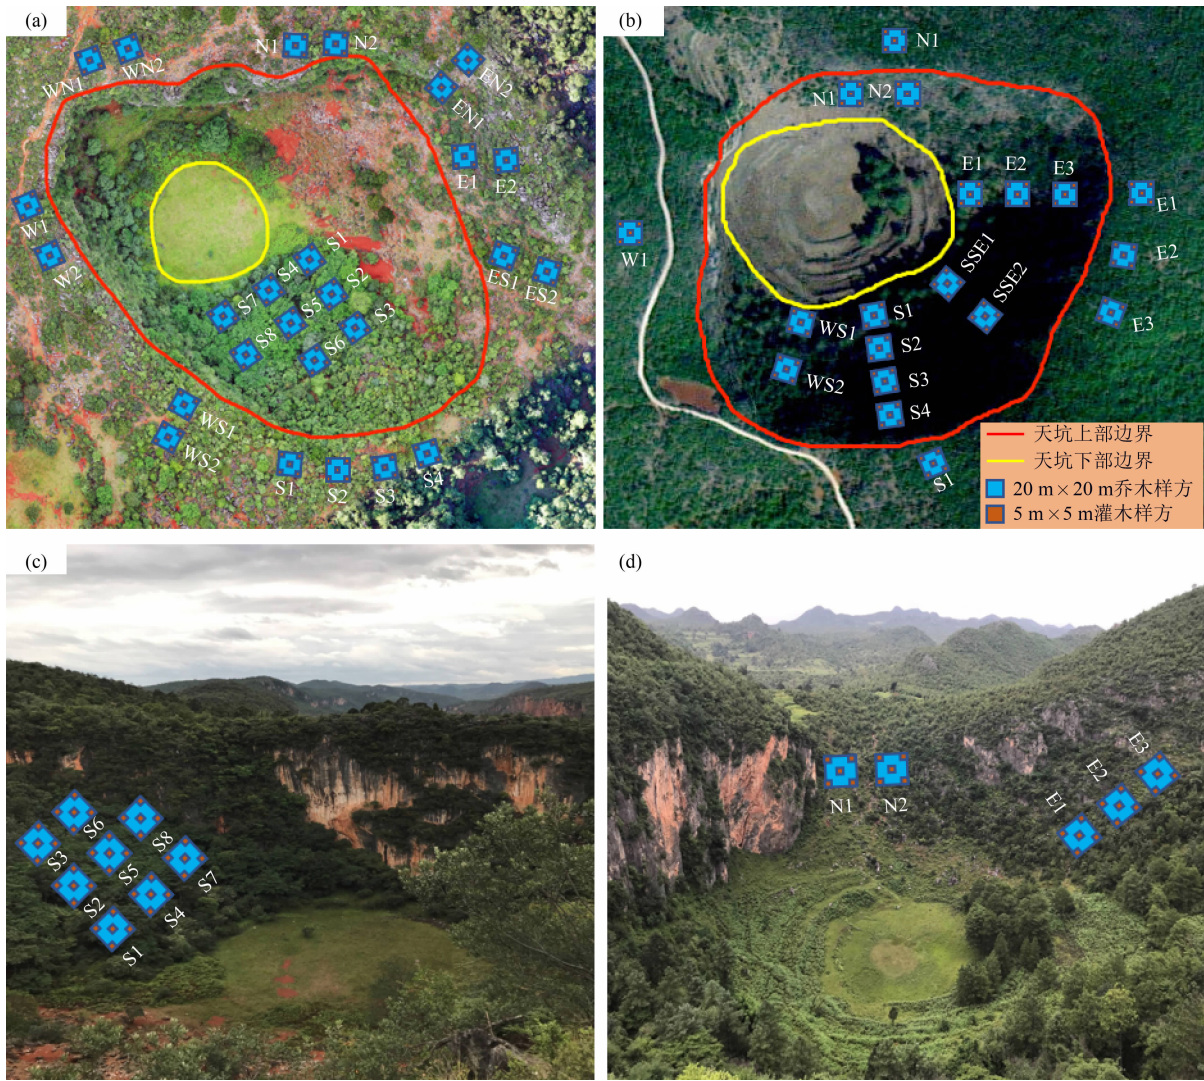 (a)
N1
N2
WN1
WN2
EN2
EN1
E1
E2
W1
W2
S1
S4
S2
S7
S5
S3
S8
S6
ES1
ES2
WS1
WS2
S1
S2
S3
S4
(b)
N1
N1
N2
E1
E2
E3
E1
W1
E2
SSE1
SSE2
E3
WS1
S1
S2
WS2
S3
S4
S1
天坑上部边界
天坑下部边界
20 m×20 m乔木样方
5 m×5 m灌木样方
(c)
S6
S8
S3
S5
S7
S2
S4
S1
(d)
N1
N2
E3
E2
E1